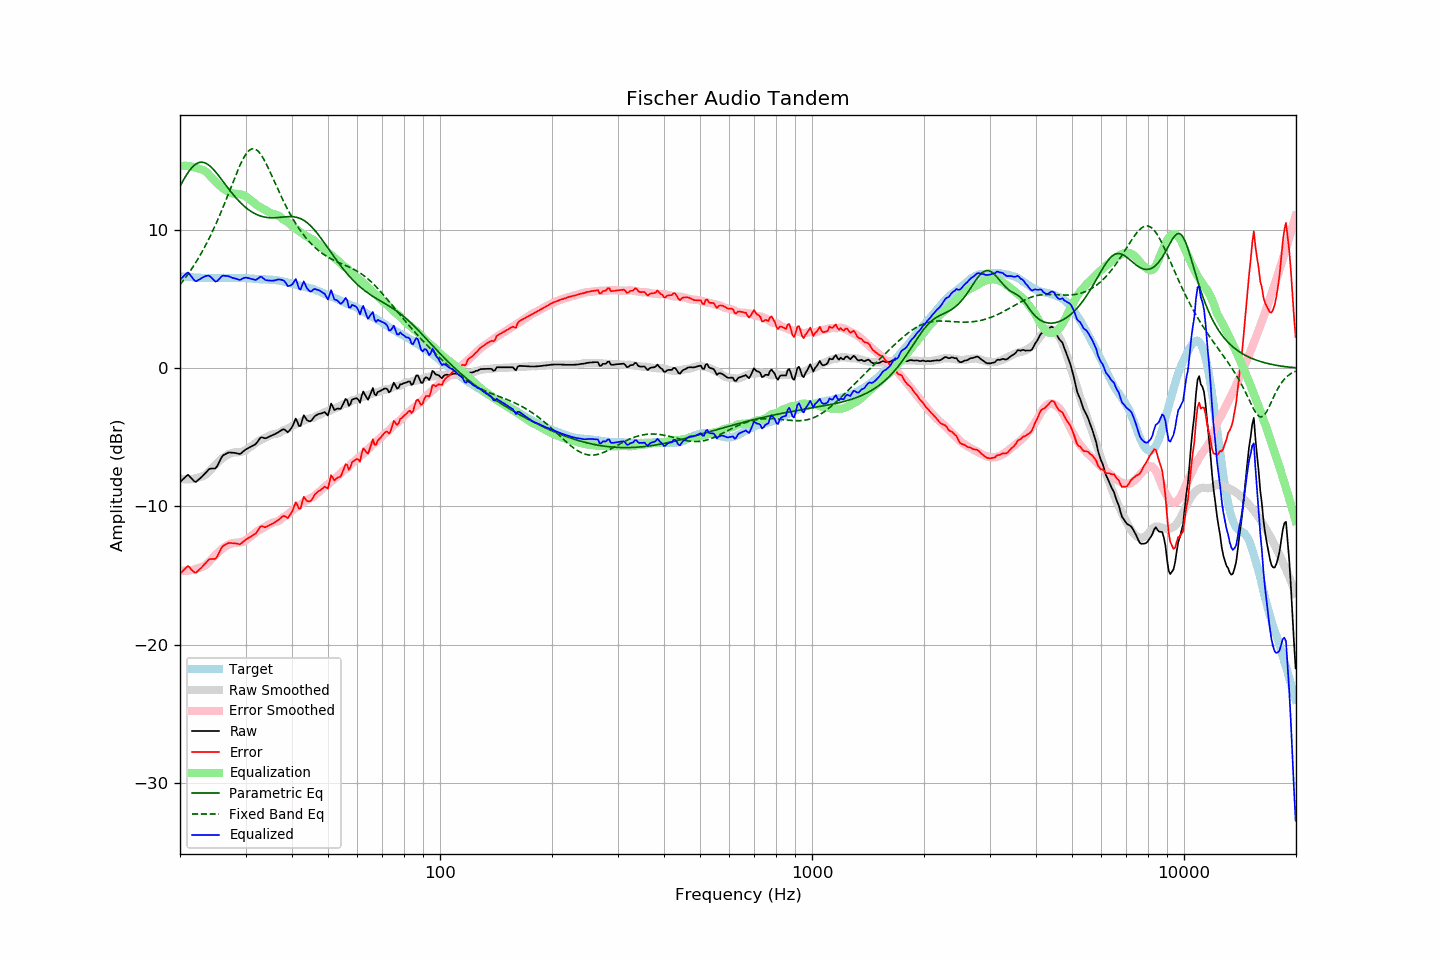 Fischer Audio Tandem
Amplitude (dBr)
10
0
−10
−20
−30
Target
Raw Smoothed
Error Smoothed
Raw
Error
Equalization
Parametric Eq
Fixed Band Eq
Equalized
100
1000
10000
Frequency (Hz)